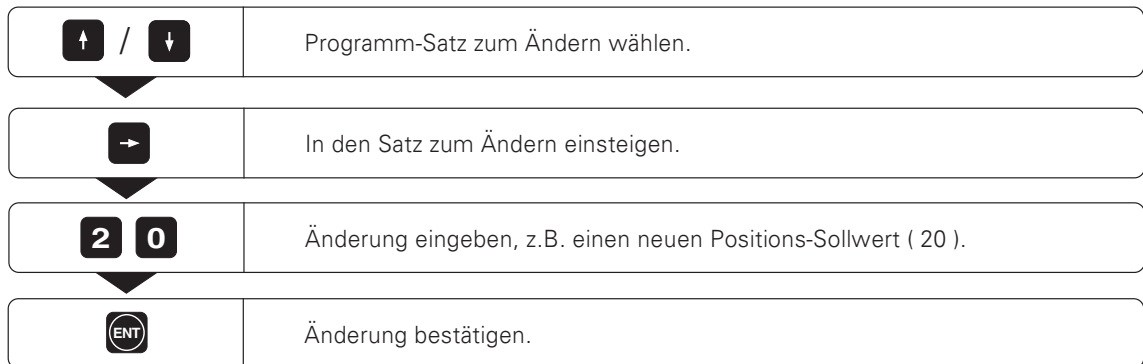 / Programm-Satz zum Ändern wählen.
In den Satz zum Ändern einsteigen.
2 0 Änderung eingeben, z.B. einen neuen Positions-Sollwert ( 20 ).
ENT Änderung bestätigen.